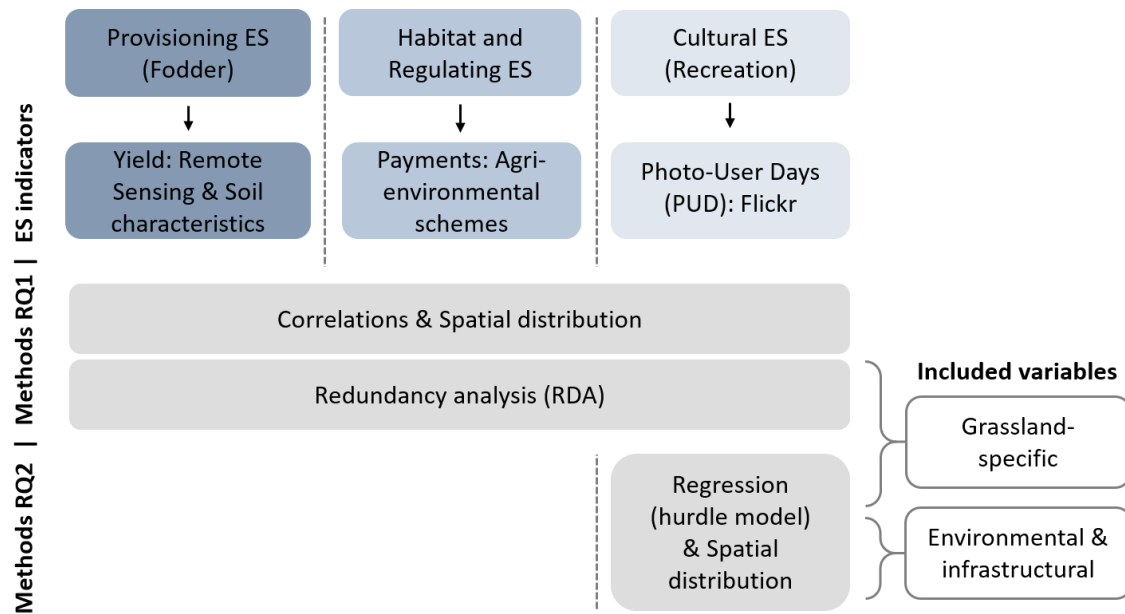 Provisioning ES
(Fodder)
Habitat and
Regulating ES
Cultural ES
(Recreation)
Yield: Remote
Sensing & Soil
characteristics
Payments: Agri-
environmental
schemes
Photo-User Days
(PUD): Flickr
Correlations & Spatial distribution
Redundancy analysis (RDA)
Regression
(hurdle model)
& Spatial
distribution
Included variables
Grassland-
specific
Environmental &
infrastructural
Methods RQ2 | Methods RQ1 | ES indicators